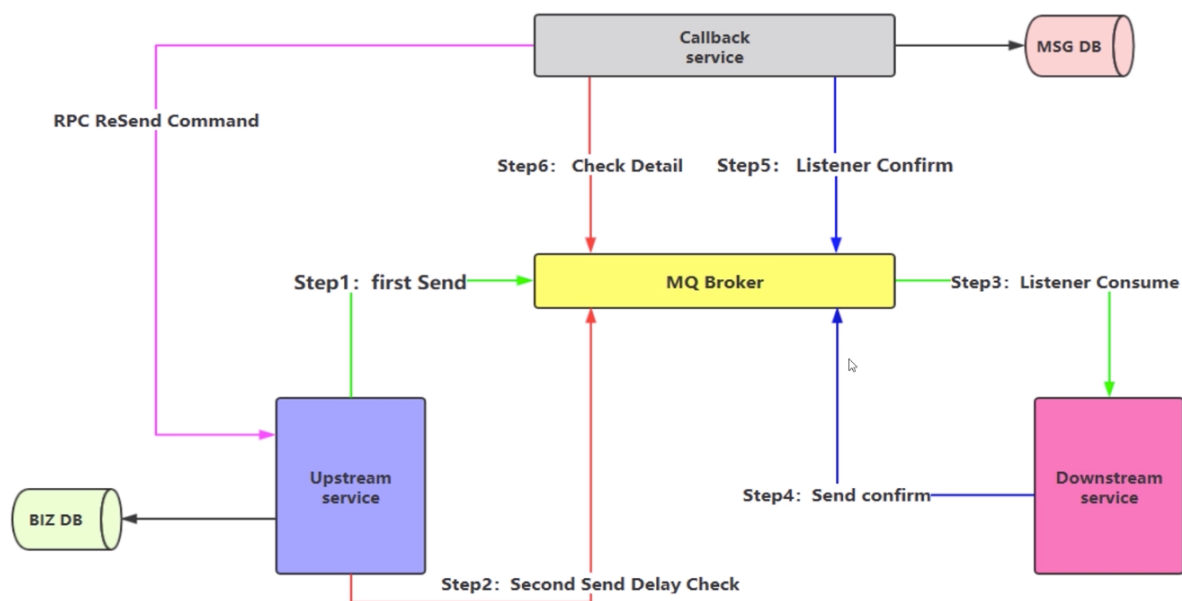 Callback
service
MSG DB
RPC ReSend Command
Step6： Check Detail
Step5： Listener Confirm
Step1：first Send
MQ Broker
Step3：Listener Consume
Upstream
service
Downstream
service
Step4：Send confirm
BIZ DB
Step2：Second Send Delay Check